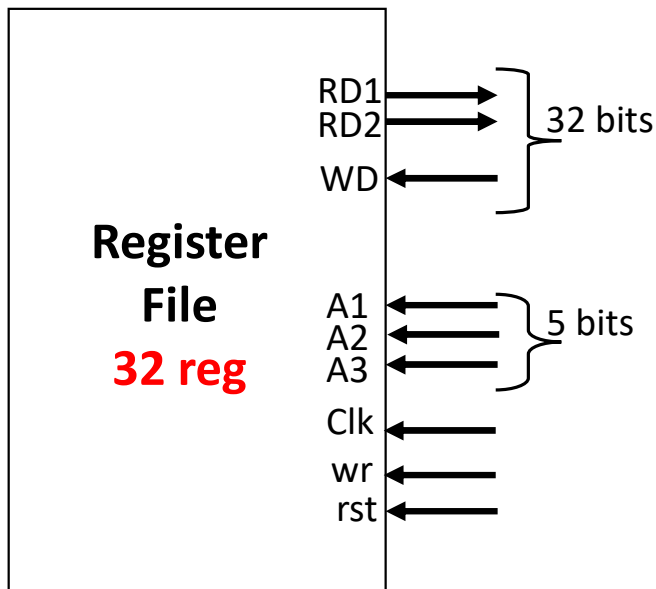 RD1
RD2
32 bits
WD
Register
File
32 reg
A1
A2
A3
5 bits
Clk
wr
rst